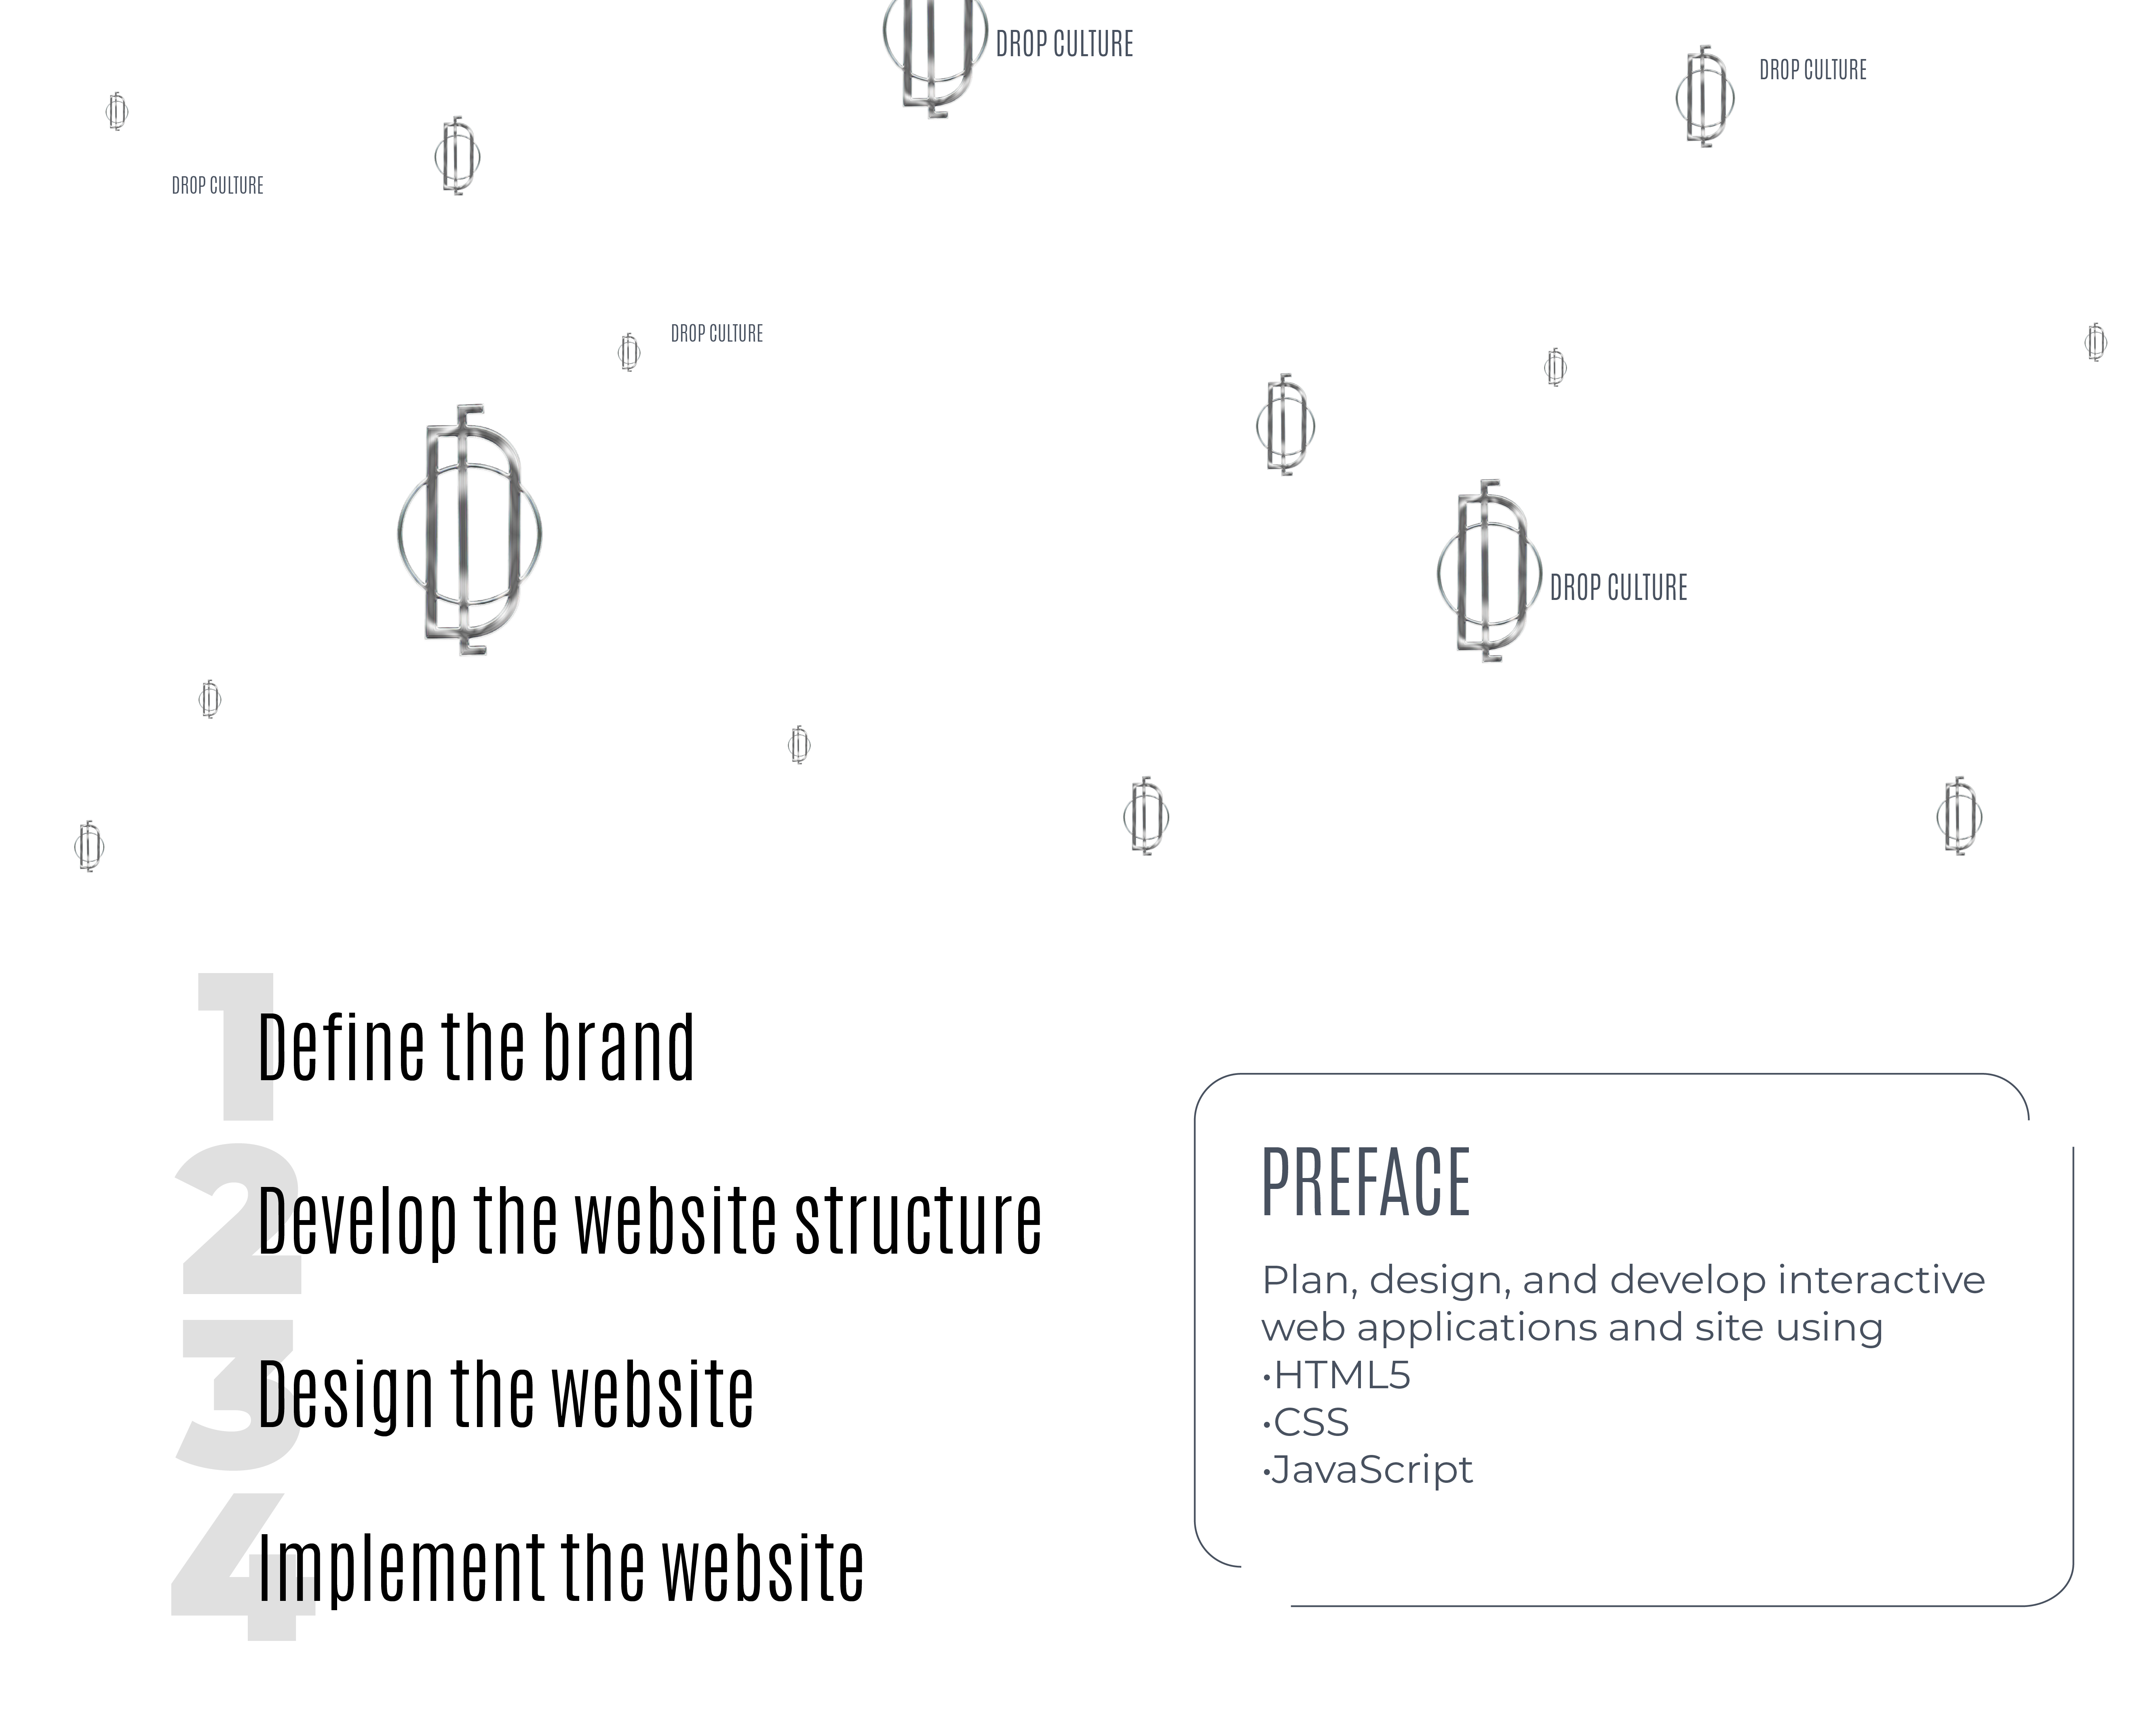 DROP CULTURE
DROP CULTURE
DROP CULTURE
DROP CULTURE
DROP CULTURE
1
Define the brand
2
Develop the website structure
3
Design the website
4
Implement the website
PREFACE
Plan, design, and develop interactive
web applications and site using
•HTML5
•CSS
•JavaScript